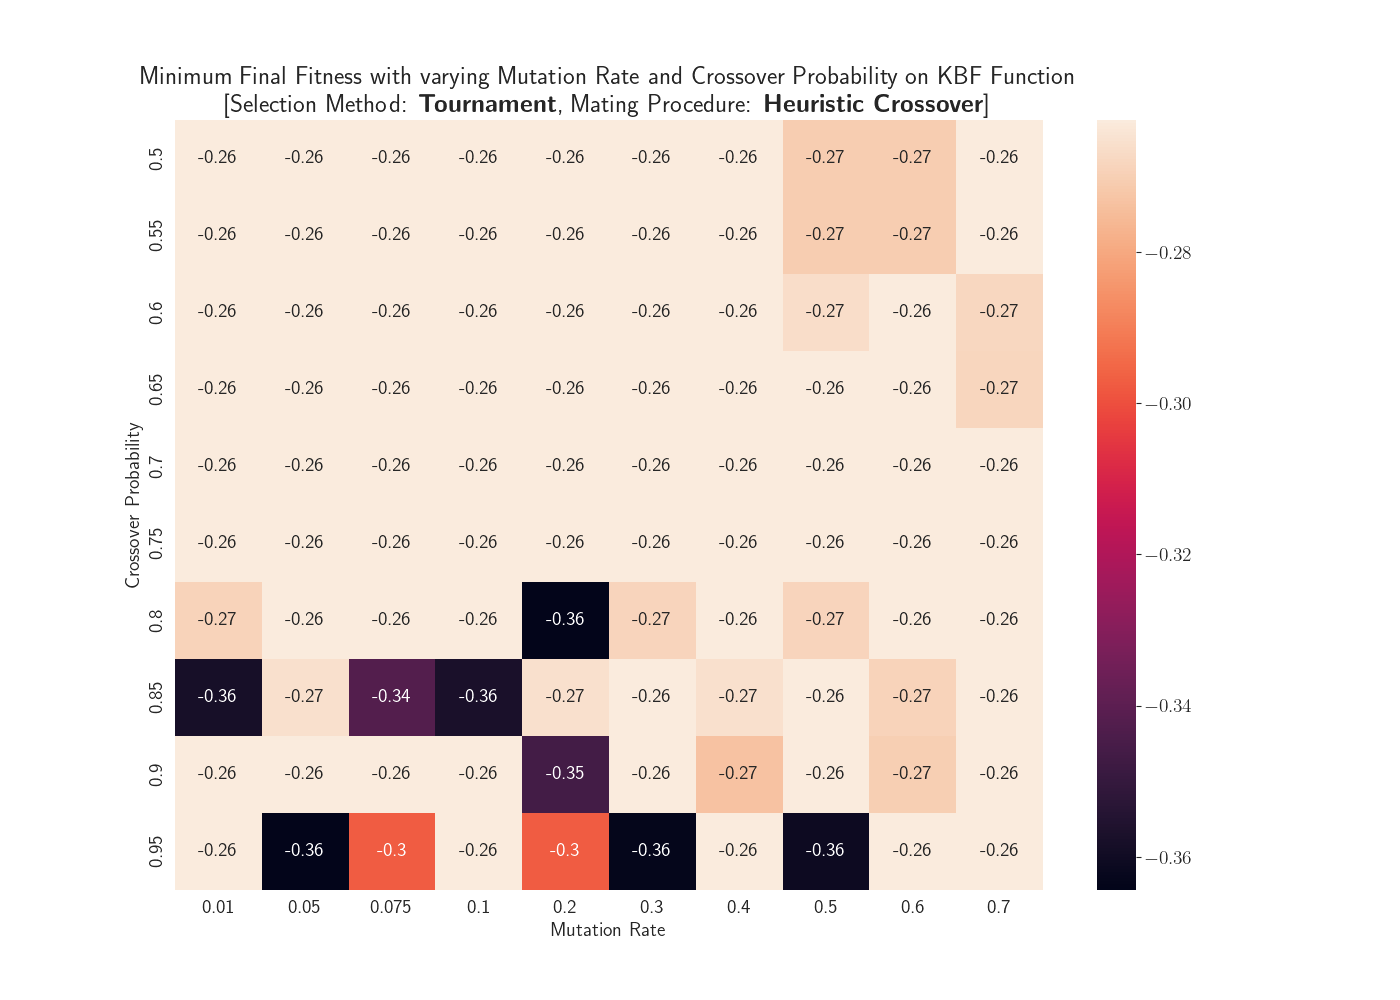 Minimum Final Fitness with varying Mutation Rate and Crossover Probability on KBF Function
[Selection Method: Tournament, Mating Procedure: Heuristic Crossover]
0.5 -0.26 -0.26 -0.26 -0.26 -0.26 -0.26 -0.26 -0.27 -0.27 -0.26
0.55 -0.26 -0.26 -0.26 -0.26 -0.26 -0.26 -0.26 -0.27 -0.27 -0.26
0.6 -0.26 -0.26 -0.26 -0.26 -0.26 -0.26 -0.26 -0.27 -0.26 -0.27
0.65 -0.26 -0.26 -0.26 -0.26 -0.26 -0.26 -0.26 -0.26 -0.26 -0.27
0.7 -0.26 -0.26 -0.26 -0.26 -0.26 -0.26 -0.26 -0.26 -0.26 -0.26
0.75 -0.26 -0.26 -0.26 -0.26 -0.26 -0.26 -0.26 -0.26 -0.26 -0.26
0.8 -0.27 -0.26 -0.26 -0.26 -0.36 -0.27 -0.26 -0.27 -0.26 -0.26
0.85 -0.36 -0.27 -0.34 -0.36 -0.27 -0.26 -0.27 -0.26 -0.27 -0.26
0.9 -0.26 -0.26 -0.26 -0.26 -0.35 -0.26 -0.27 -0.26 -0.27 -0.26
0.95 -0.26 -0.36 -0.3 -0.26 -0.3 -0.36 -0.26 -0.36 -0.26 -0.26
0.01 0.05 0.075 0.1 0.2 0.3 0.4 0.5 0.6 0.7
Mutation Rate
Crossover Probability
−0.28
−0.30
−0.32
−0.34
−0.36